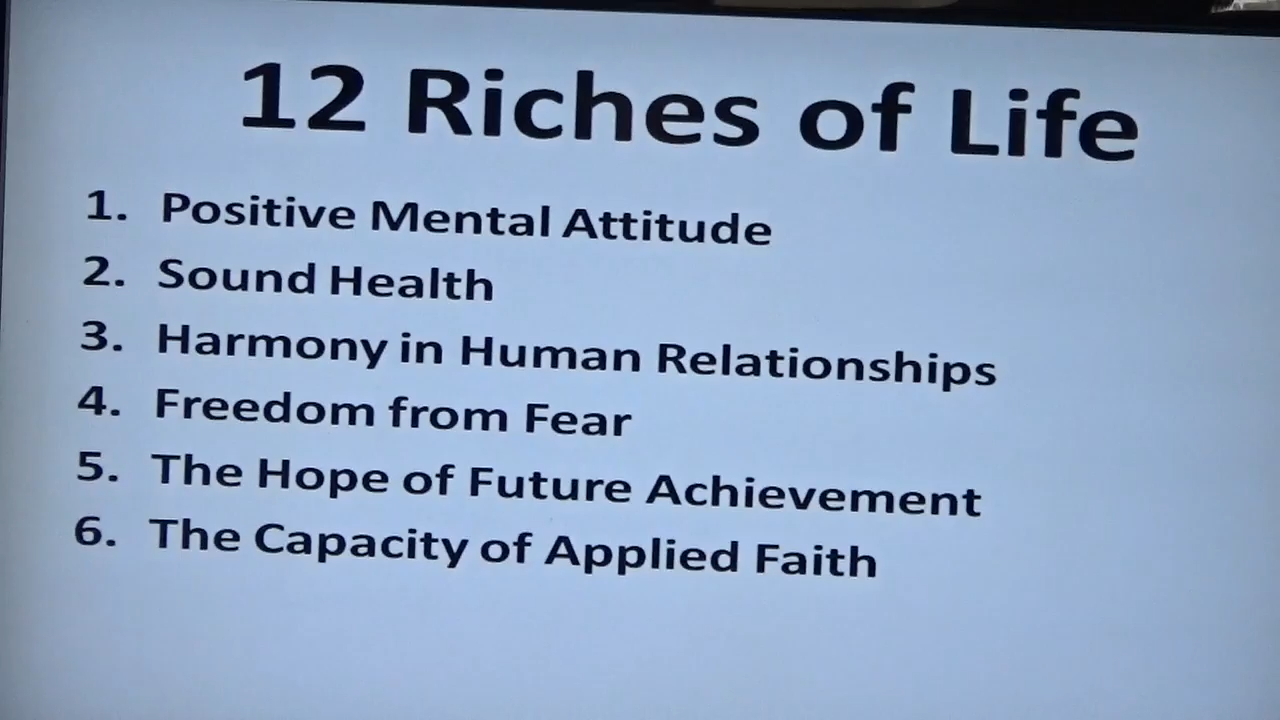 12 Riches of Life
1. Positive Mental Attitude
2. Sound Health
3. Harmony in Human Relationships
4. Freedom from Fear
5. The Hope of Future Achievement
6. The Capacity of Applied Faith